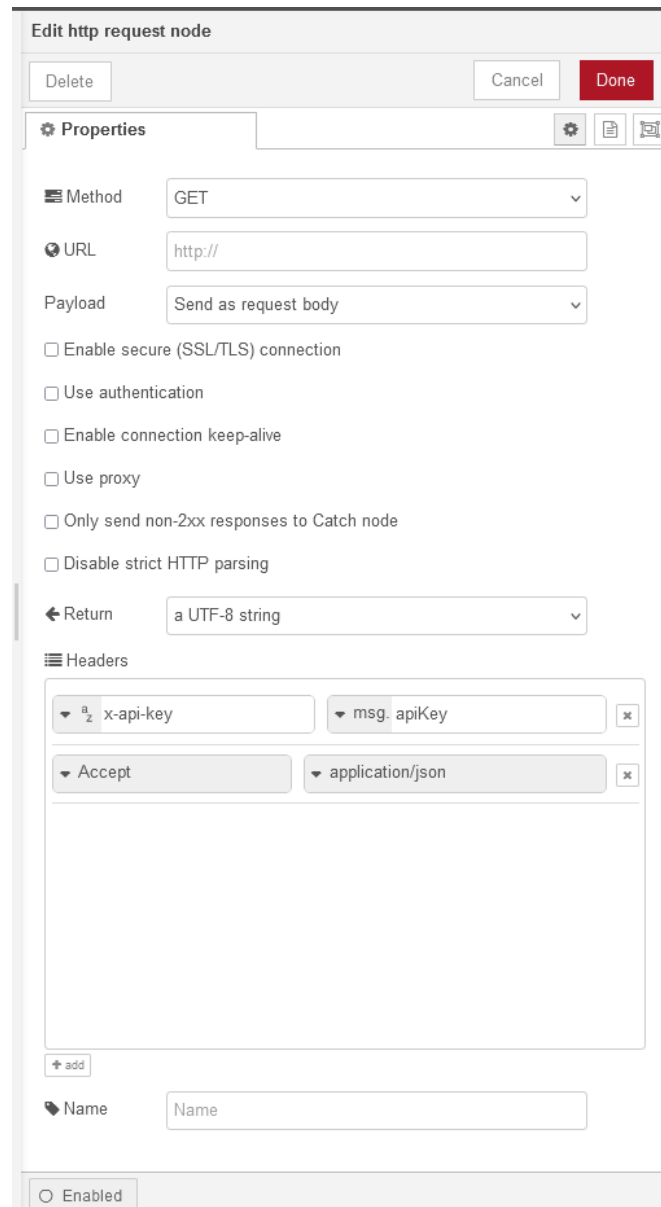 Edit http request node
Delete Cancel Done
Properties
Method GET
URL http://
Payload Send as request body
Enable secure (SSL/TLS) connection
Use authentication
Enable connection keep-alive
Use proxy
Only send non-2xx responses to Catch node
Disable strict HTTP parsing
Return a UTF-8 string
Headers
a z x-api-key msg. apiKey
Accept application/json
add
Name Name
Enabled